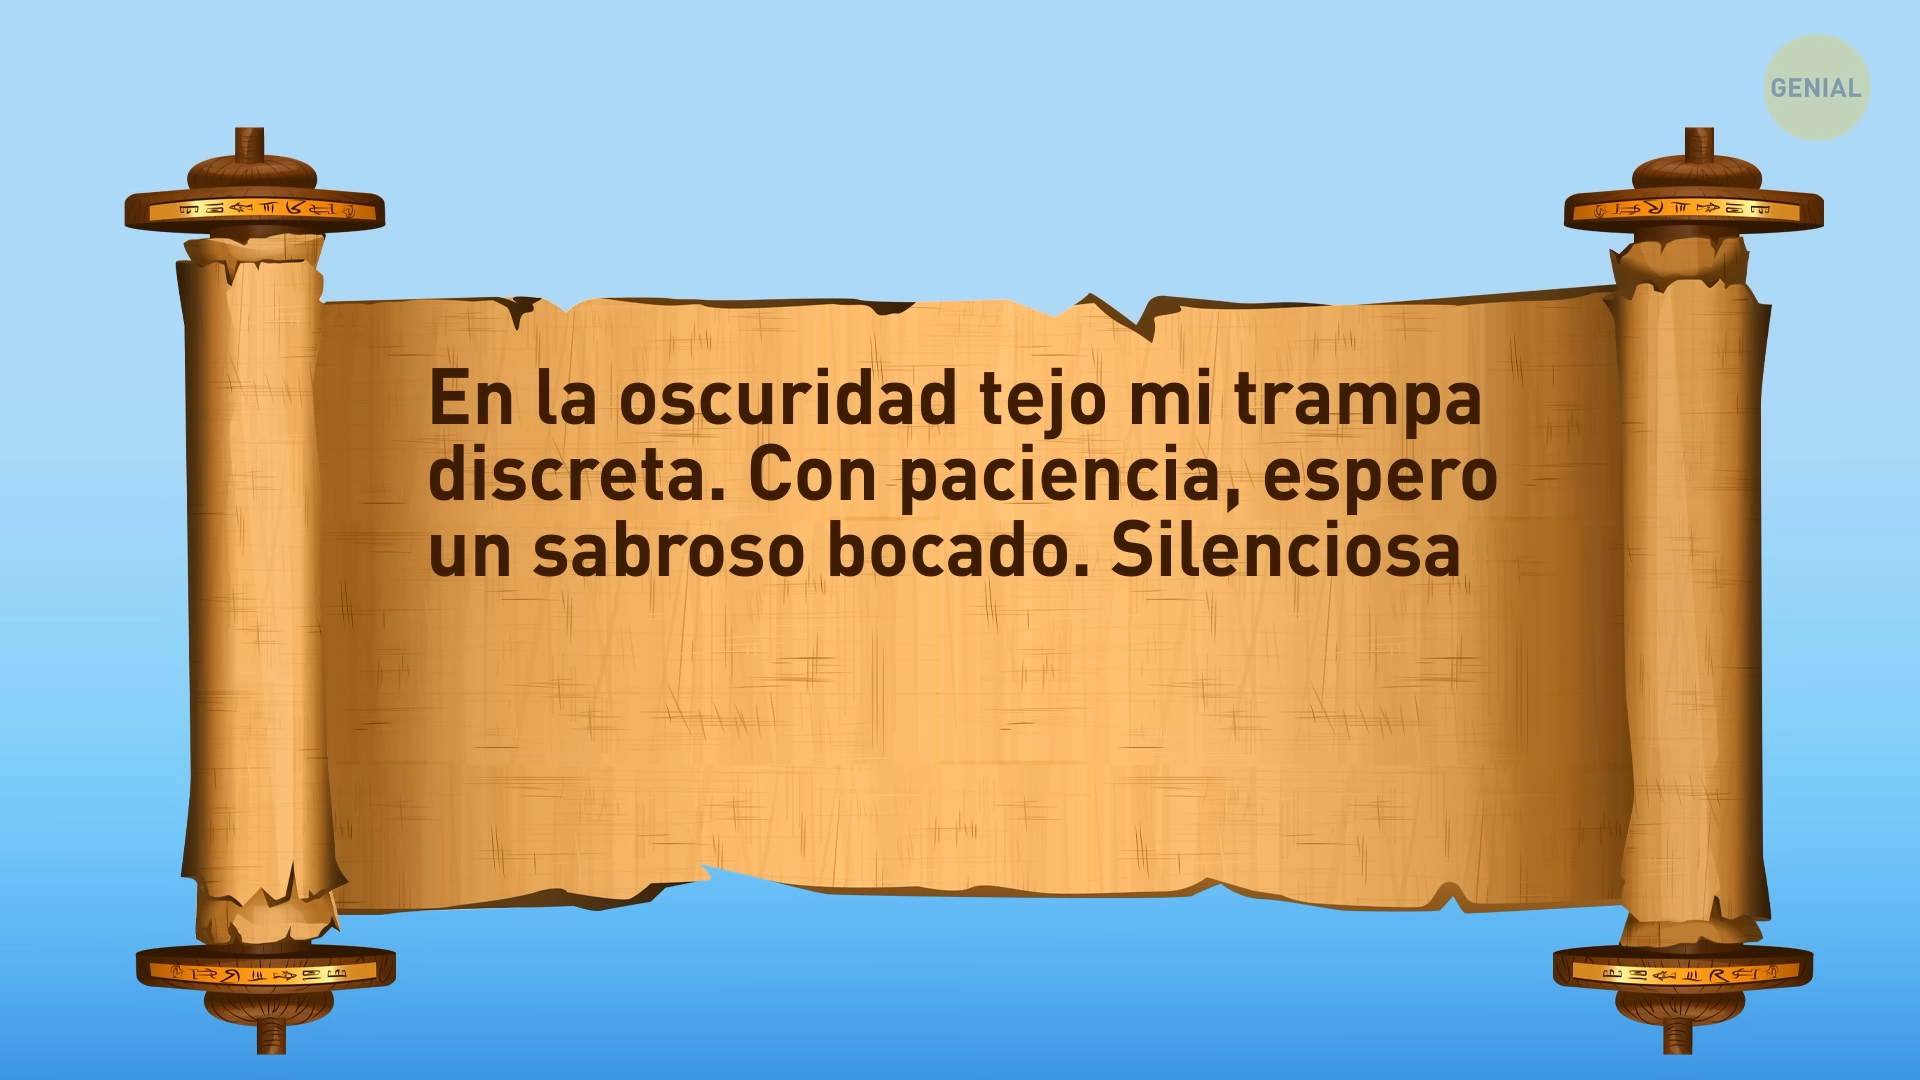 GENIAL
En la oscuridad tejo mi trampa
discreta. Con paciencia, espero
un sabroso bocado. Silenciosa